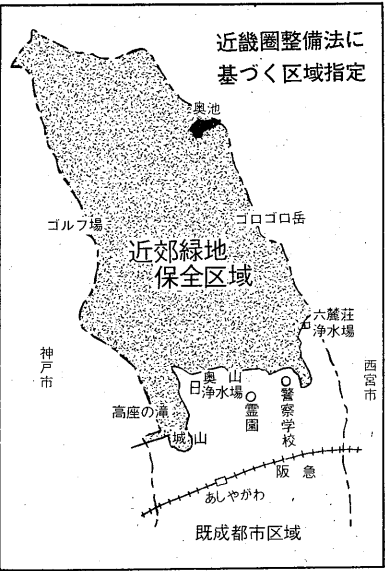 近畿圏整備法に
基づく区域指定
奥池
ゴルフ場
ゴロゴロ岳
近郊緑地
保全区域
六麓荘
浄水場
神戸市
西宮市
奥山
浄水場
高座の滝
霊園
警察学校
城山
阪急
あしやがわ
既成都市区域